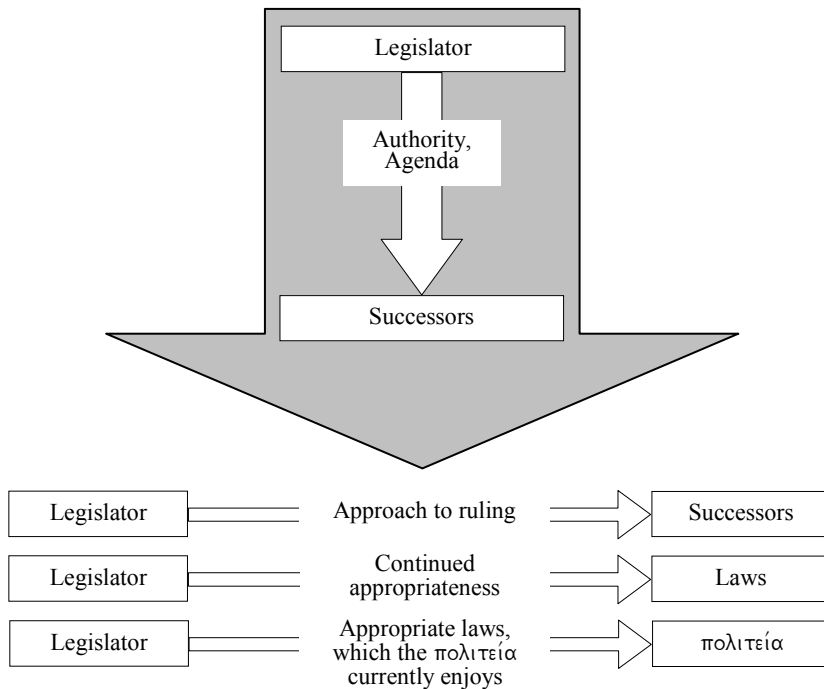 Legislator
Authority,
Agenda
Successors
Legislator
Approach to ruling
Successors
Legislator
Continued
appropriateness
Laws
Legislator
Appropriate laws,
which the πολιτεία
currently enjoys
πολιτεία